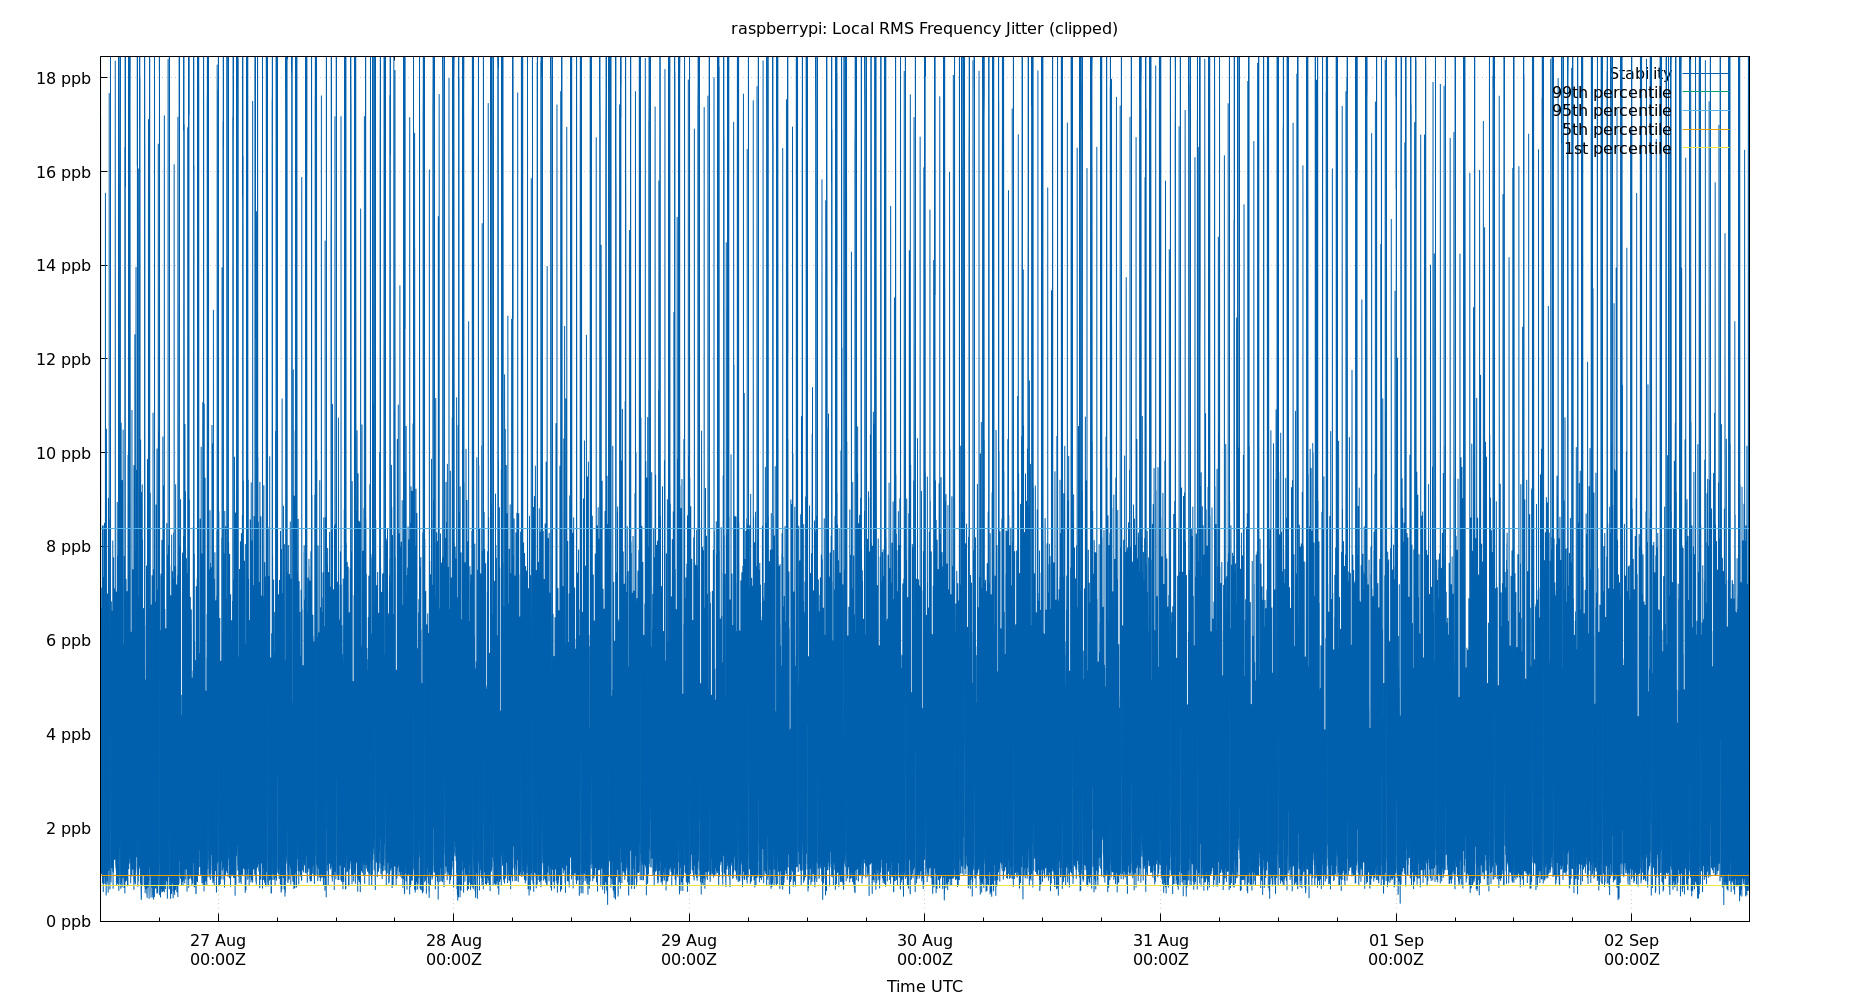 raspberrypi: Local RMS Frequency Jitter (clipped)
18 ppb
16 ppb
14 ppb
12 ppb
10 ppb
8 ppb
6 ppb
4 ppb
2 ppb
0 ppb
Stability
99th percentile
95th percentile
5th percentile
1st percentile
27 Aug 28 Aug 29 Aug 30 Aug 31 Aug 01 Sep 02 Sep
00:00Z 00:00Z 00:00Z 00:00Z 00:00Z 00:00Z 00:00Z
Time UTC